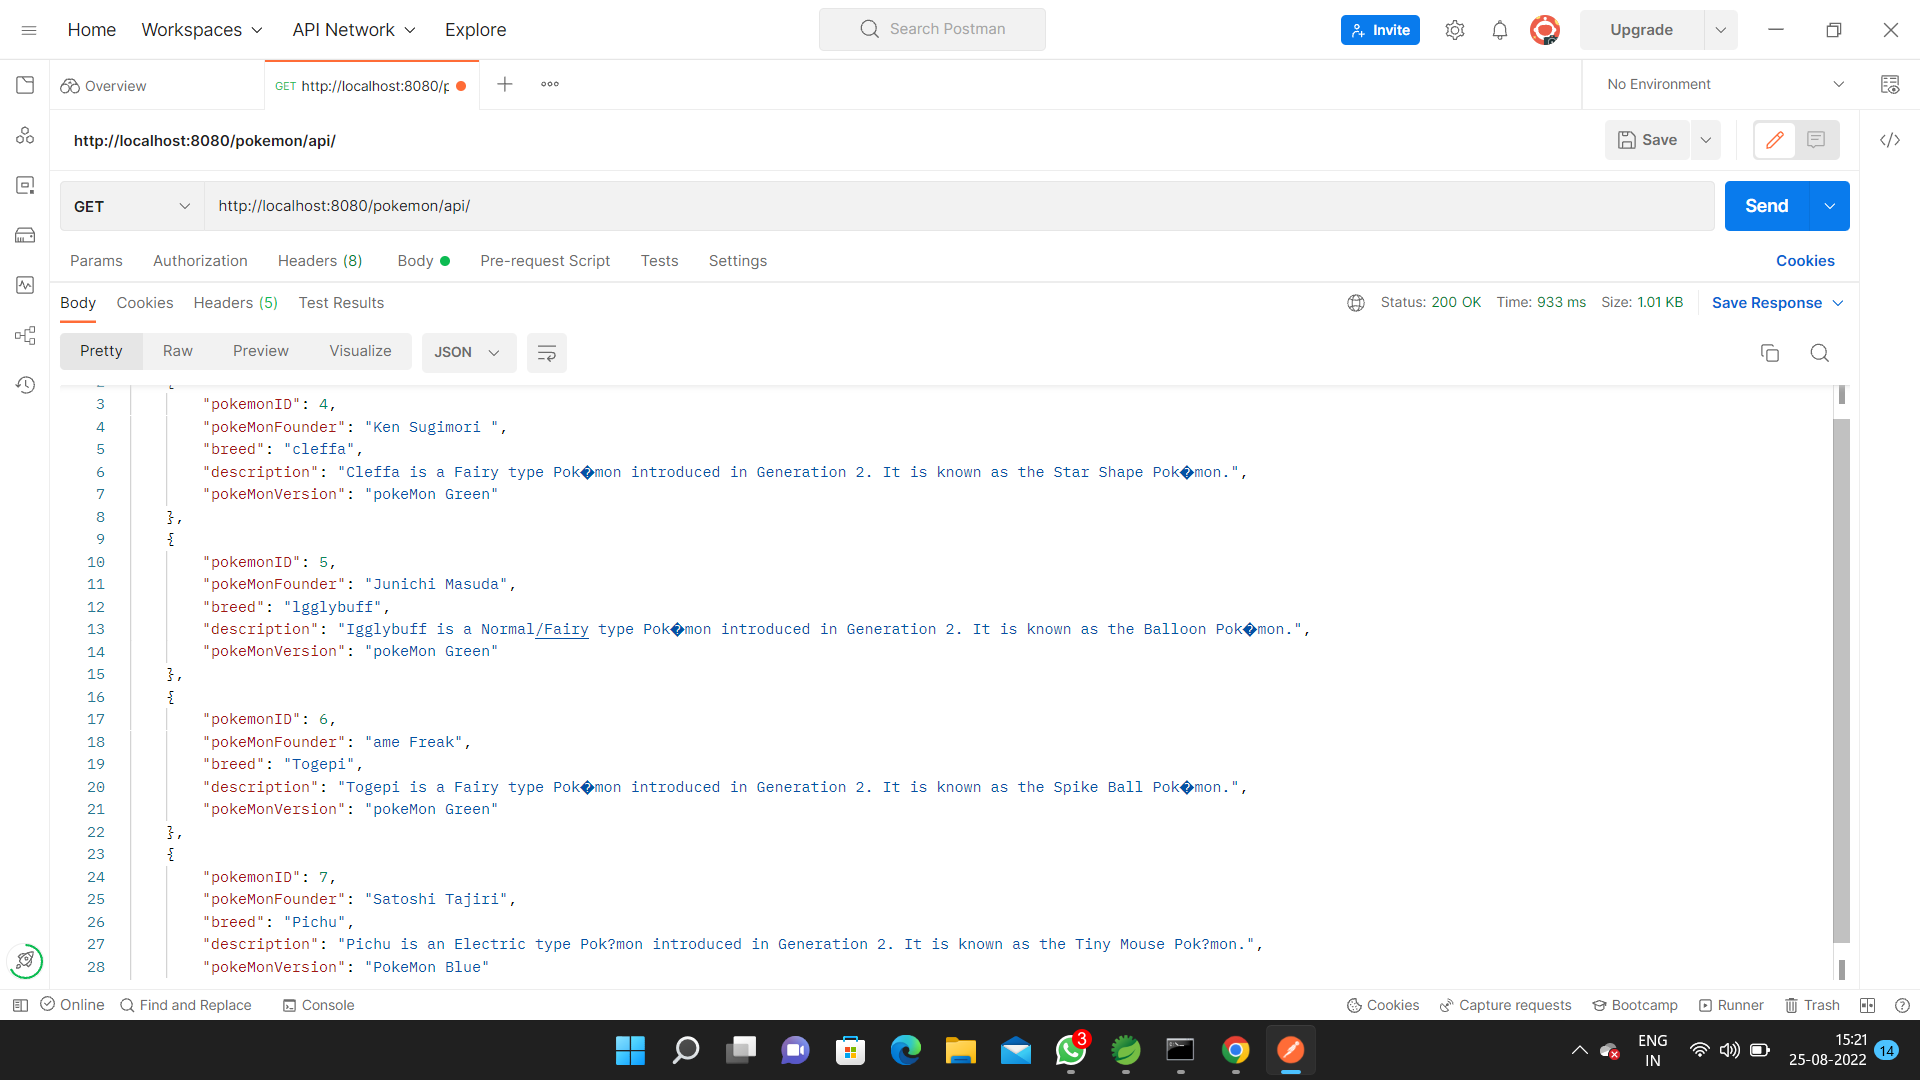 Home Workspaces API Network Explore Search Postman Invite Upgrade
Overview GET http://localhost:8080/p No Environment
http://localhost:8080/pokemon/api/ Save
GET http://localhost:8080/pokemon/api/ Send
Params Authorization Headers (8) Body Pre-request Script Tests Settings Cookies
Body Cookies Headers (5) Test Results Status: 200 OK Time: 933 ms Size: 1.01 KB Save Response
Pretty Raw Preview Visualize JSON
2 {
3 "pokemonID": 4,
4 "pokeMonFounder": "Ken Sugimori ",
5 "breed": "cleffa",
6 "description": "Cleffa is a Fairy type Pok�mon introduced in Generation 2. It is known as the Star Shape Pok�mon.",
7 "pokeMonVersion": "pokeMon Green"
8 },
9 {
10 "pokemonID": 5,
11 "pokeMonFounder": "Junichi Masuda",
12 "breed": "lgglybuff",
13 "description": "Igglybuff is a Normal/Fairy type Pok�mon introduced in Generation 2. It is known as the Balloon Pok�mon.",
14 "pokeMonVersion": "pokeMon Green"
15 },
16 {
17 "pokemonID": 6,
18 "pokeMonFounder": "ame Freak",
19 "breed": "Togepi",
20 "description": "Togepi is a Fairy type Pok�mon introduced in Generation 2. It is known as the Spike Ball Pok�mon.",
21 "pokeMonVersion": "pokeMon Green"
22 },
23 {
24 "pokemonID": 7,
25 "pokeMonFounder": "Satoshi Tajiri",
26 "breed": "Pichu",
27 "description": "Pichu is an Electric type Pok?mon introduced in Generation 2. It is known as the Tiny Mouse Pok?mon.",
28 "pokeMonVersion": "PokeMon Blue"
Online Find and Replace Console Cookies Capture requests Bootcamp Runner Trash
3 ENG 15:21
IN 25-08-2022 14